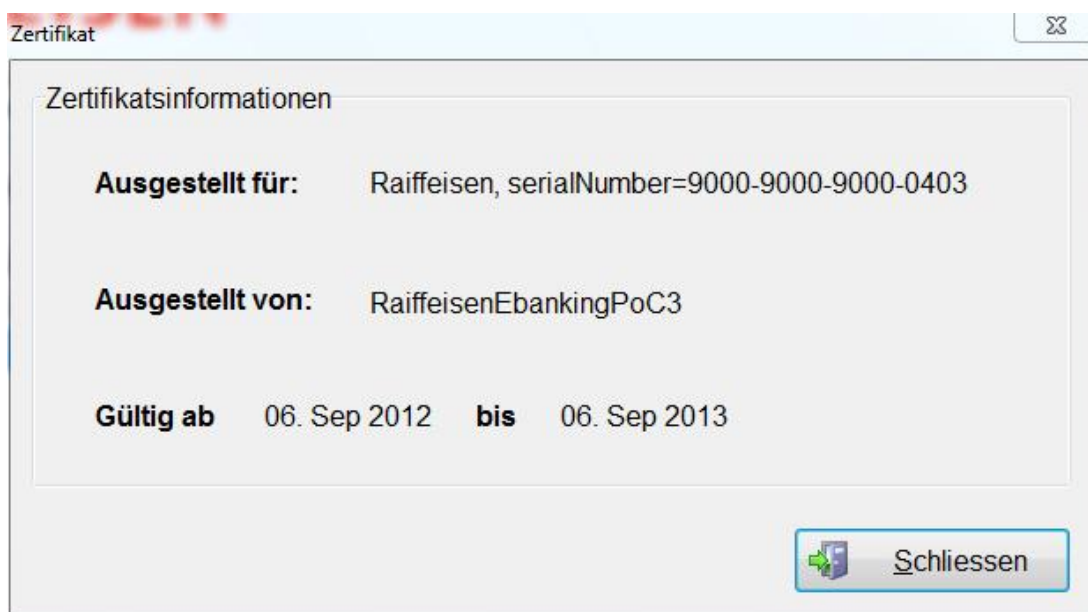 Zertifikat
Zertifikatsinformationen
Ausgestellt für: Raiffeisen, serialNumber=9000-9000-9000-0403
Ausgestellt von: RaiffeisenEbankingPoC3
Gültig ab 06. Sep 2012 bis 06. Sep 2013
Schliessen